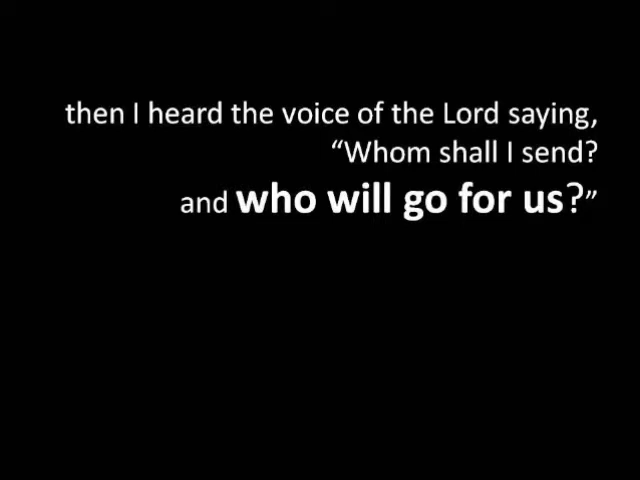 then I heard the voice of the Lord saying,
“Whom shall I send?
and who will go for us?”